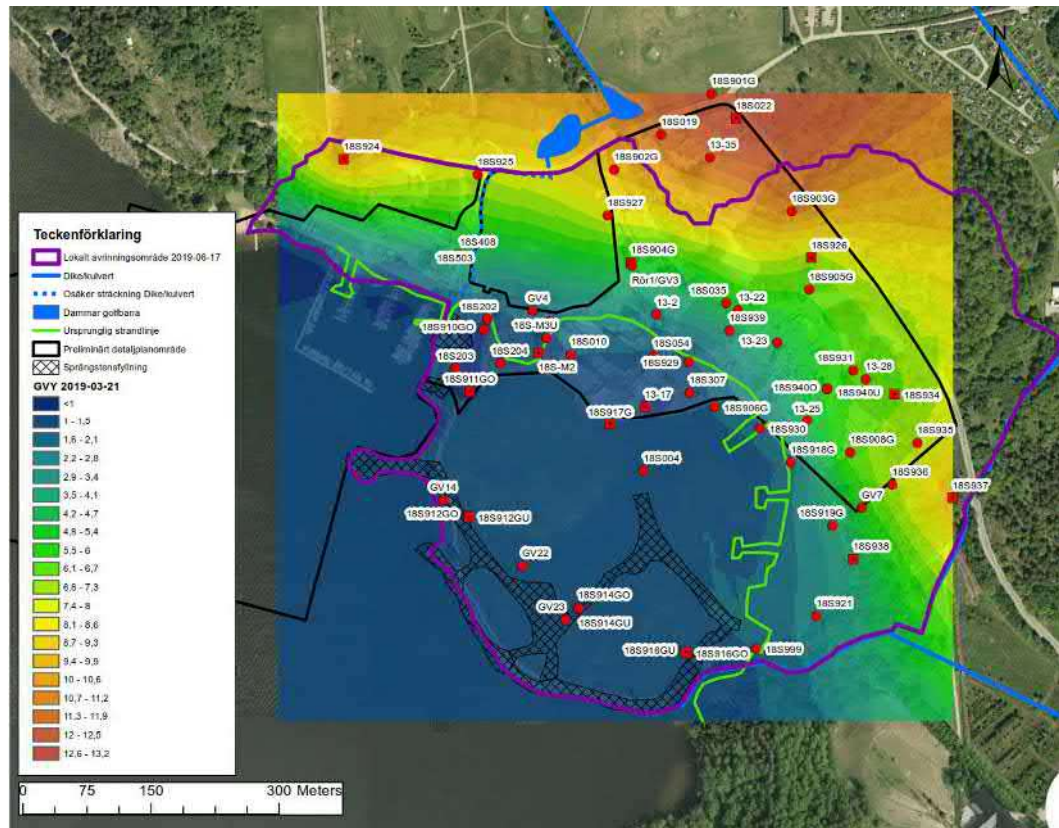 N
18S901G
18S022
18S019
13-35
18S924
18S902G
18S925
18S927
18S903G
18S408
18S503
18S904G
18S926
Rör1/GV3
18S905G
18S035
13-22
GV4
13-2
18S202
18S910GO
18S-M3U
18S939
13-23
18S203
18S204
18S010
18S054
18S-M2
18S929
18S931
13-28
18S911GO
18S307
18S940O
18S940U
18S934
13-17
18S906G
18S917G
13-25
18S930
18S935
18S908G
18S918G
18S004
18S936
18S937
GV14
GV7
18S912GO
18S912GU
18S919G
18S938
GV22
18S914GO
GV23
18S914GU
18S921
18S916GU
18S916GO
18S999
Teckenförklaring
Lokalt avrinningsområde 2019-06-17
Dike/kulvert
Osäker sträckning Dike/kulvert
Dammar golfbana
Ursprunglig strandlinje
Preliminärt detaljplanområde
Sprängstensfyllning
GVY 2019-03-21
<1
1 - 1,5
1,6 - 2,1
2,2 - 2,8
2,9 - 3,4
3,5 - 4,1
4,2 - 4,7
4,8 - 5,4
5,5 - 6
6,1 - 6,7
6,8 - 7,3
7,4 - 8
8,1 - 8,6
8,7 - 9,3
9,4 - 9,9
10 - 10,6
10,7 - 11,2
11,3 - 11,9
12 - 12,5
12,6 - 13,2
0 75 150 300 Meters